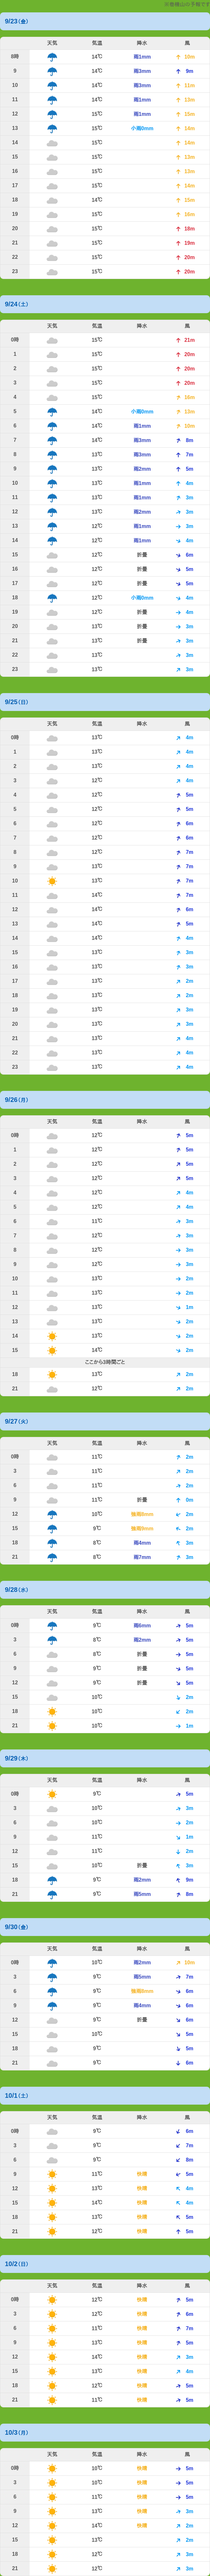 9/23(金)
天気 気温 降水 風
8時 14℃ 雨1mm 10m
9 14℃ 雨3mm 9m
10 14℃ 雨3mm 11m
11 14℃ 雨1mm 13m
12 14℃ 雨1mm 15m
13 15℃ 小雨0mm 14m
14 15℃ 14m
15 15℃ 13m
16 15℃ 13m
17 15℃ 14m
18 15℃ 15m
19 15℃ 16m
20 15℃ 18m
21 15℃ 19m
22 15℃ 20m
23 15℃ 20m
9/24(土)
天気 気温 降水 風
0時 15℃ 21m
1 15℃ 20m
2 15℃ 20m
3 15℃ 20m
4 15℃ 16m
5 14℃ 小雨0mm 13m
6 14℃ 雨1mm 10m
7 14℃ 雨3mm 8m
8 13℃ 雨3mm 7m
9 13℃ 雨2mm 5m
10 13℃ 雨1mm 4m
11 13℃ 雨1mm 3m
12 13℃ 雨2mm 3m
13 12℃ 雨1mm 3m
14 12℃ 雨1mm 4m
15 12℃ 折畳 6m
16 12℃ 折畳 5m
17 12℃ 折畳 5m
18 12℃ 小雨0mm 4m
19 12℃ 折畳 4m
20 13℃ 折畳 3m
21 13℃ 折畳 3m
22 13℃ 3m
23 13℃ 3m
9/25(日)
天気 気温 降水 風
0時 13℃ 4m
1 13℃ 4m
2 13℃ 4m
3 12℃ 4m
4 12℃ 5m
5 12℃ 5m
6 12℃ 6m
7 12℃ 6m
8 12℃ 7m
9 13℃ 7m
10 13℃ 7m
11 14℃ 7m
12 14℃ 6m
13 14℃ 5m
14 14℃ 4m
15 13℃ 3m
16 13℃ 3m
17 13℃ 2m
18 13℃ 2m
19 13℃ 3m
20 13℃ 3m
21 13℃ 4m
22 13℃ 4m
23 13℃ 4m
9/26(月)
天気 気温 降水 風
0時 12℃ 5m
1 12℃ 5m
2 12℃ 5m
3 12℃ 5m
4 12℃ 4m
5 12℃ 4m
6 11℃ 3m
7 12℃ 3m
8 12℃ 3m
9 12℃ 3m
10 13℃ 2m
11 13℃ 2m
12 13℃ 1m
13 13℃ 2m
14 13℃ 2m
15 14℃ 2m
ここから3時間ごと
18 13℃ 2m
21 12℃ 2m
9/27(火)
天気 気温 降水 風
0時 11℃ 2m
3 11℃ 2m
6 11℃ 2m
9 11℃ 折畳 0m
12 10℃ 2m
15 9℃ 2m
18 8℃ 雨4mm 3m
21 8℃ 雨7mm 3m
9/28(水)
天気 気温 降水 風
0時 9℃ 雨6mm 5m
3 8℃ 雨2mm 5m
6 8℃ 折畳 5m
9 9℃ 折畳 5m
12 9℃ 折畳 5m
15 10℃ 2m
18 10℃ 2m
21 10℃ 1m
9/29(木)
天気 気温 降水 風
0時 9℃ 5m
3 10℃ 3m
6 10℃ 2m
9 11℃ 1m
12 11℃ 2m
15 10℃ 折畳 3m
18 9℃ 雨2mm 9m
21 9℃ 雨5mm 8m
9/30(金)
天気 気温 降水 風
0時 10℃ 雨2mm 10m
3 9℃ 雨5mm 7m
6 9℃ 6m
9 9℃ 雨4mm 6m
12 9℃ 折畳 6m
15 10℃ 5m
18 9℃ 5m
21 9℃ 6m
10/1(土)
天気 気温 降水 風
0時 9℃ 6m
3 9℃ 7m
6 9℃ 8m
9 11℃ 快晴 5m
12 13℃ 快晴 4m
15 14℃ 快晴 4m
18 13℃ 快晴 5m
21 12℃ 快晴 5m
10/2(日)
天気 気温 降水 風
0時 12℃ 快晴 5m
3 12℃ 快晴 6m
6 11℃ 快晴 7m
9 13℃ 快晴 5m
12 14℃ 快晴 3m
15 13℃ 快晴 4m
18 12℃ 快晴 5m
21 11℃ 快晴 5m
10/3(月)
天気 気温 降水 風
0時 10℃ 快晴 5m
3 10℃ 快晴 5m
6 11℃ 快晴 5m
9 13℃ 快晴 3m
12 14℃ 快晴 2m
15 13℃ 2m
18 12℃ 3m
21 12℃ 3m